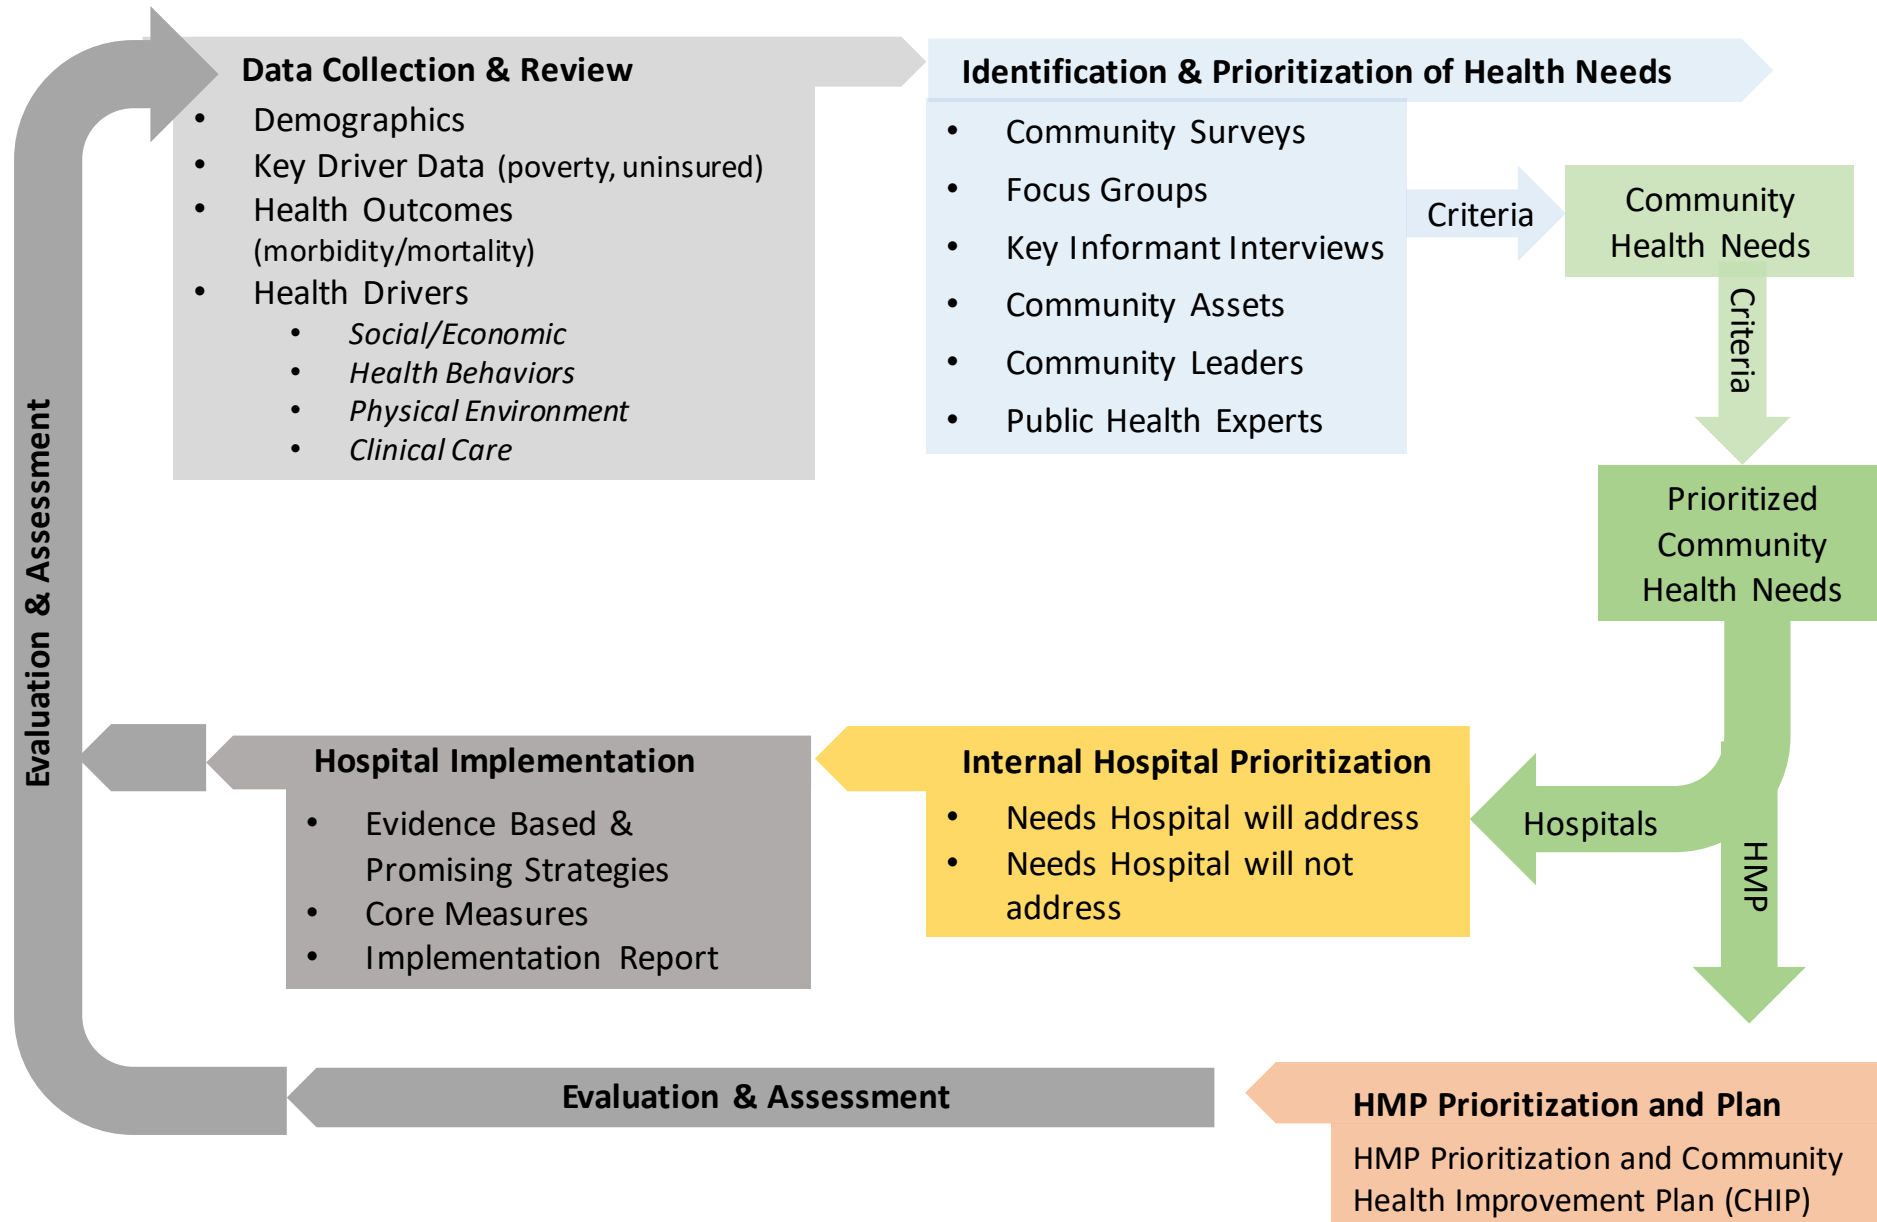 Data Collection & Review
• Demographics
• Key Driver Data (poverty, uninsured)
• Health Outcomes
(morbidity/mortality)
• Health Drivers
• Social/Economic
• Health Behaviors
• Physical Environment
• Clinical Care
Identification & Prioritization of Health Needs
• Community Surveys
• Focus Groups
• Key Informant Interviews
• Community Assets
• Community Leaders
• Public Health Experts
Criteria
Community
Health Needs
Criteria
Prioritized
Community
Health Needs
Hospitals
HMP
Internal Hospital Prioritization
• Needs Hospital will address
• Needs Hospital will not
address
Hospital Implementation
• Evidence Based &
Promising Strategies
• Core Measures
• Implementation Report
Evaluation & Assessment
HMP Prioritization and Plan
HMP Prioritization and Community
Health Improvement Plan (CHIP)
Evaluation & Assessment